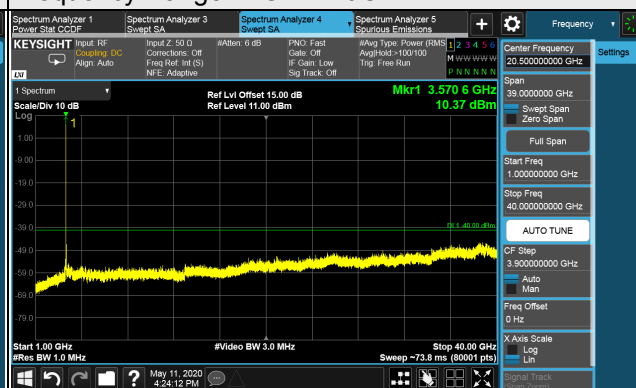 Spectrum Analyzer 1
Power Stat CCDF
Spectrum Analyzer 3
Swept SA
Spectrum Analyzer 4
Swept SA
Spectrum Analyzer 5
Spurious Emissions
+
Frequency
KEYSIGHT
LXI
Input: RF
Coupling: DC
Align: Auto
Input Z: 50 Ω
Corrections: Off
Freq Ref: Int (S)
NFE: Adaptive
#Atten: 6 dB
PNO: Fast
Gate: Off
IF Gain: Low
Sig Track: Off
#Avg Type: Power (RMS
Avg|Hold:>100/100
Trig: Free Run
1 2 3 4 5 6
M W W W W W
P N N N N N
1 Spectrum
Scale/Div 10 dB
Log
Ref Lvl Offset 15.00 dB
Ref Level 11.00 dBm
Mkr1 3.570 6 GHz
10.37 dBm
1
1.00
-9.00
-19.0
-29.0
-39.0
-49.0
-59.0
-69.0
-79.0
DL1 -40.00 dBm
Start 1.00 GHz
#Res BW 1.0 MHz
#Video BW 3.0 MHz
Stop 40.00 GHz
Sweep ~73.8 ms (80001 pts)
May 11, 2020
4:24:12 PM
?
Center Frequency
20.500000000 GHz
Settings
Span
39.0000000 GHz
Swept Span
Zero Span
Full Span
Start Freq
1.000000000 GHz
Stop Freq
40.000000000 GHz
AUTO TUNE
CF Step
3.900000000 GHz
Auto
Man
Freq Offset
0 Hz
X Axis Scale
Log
Lin
Signal Track
(Span Zoom)